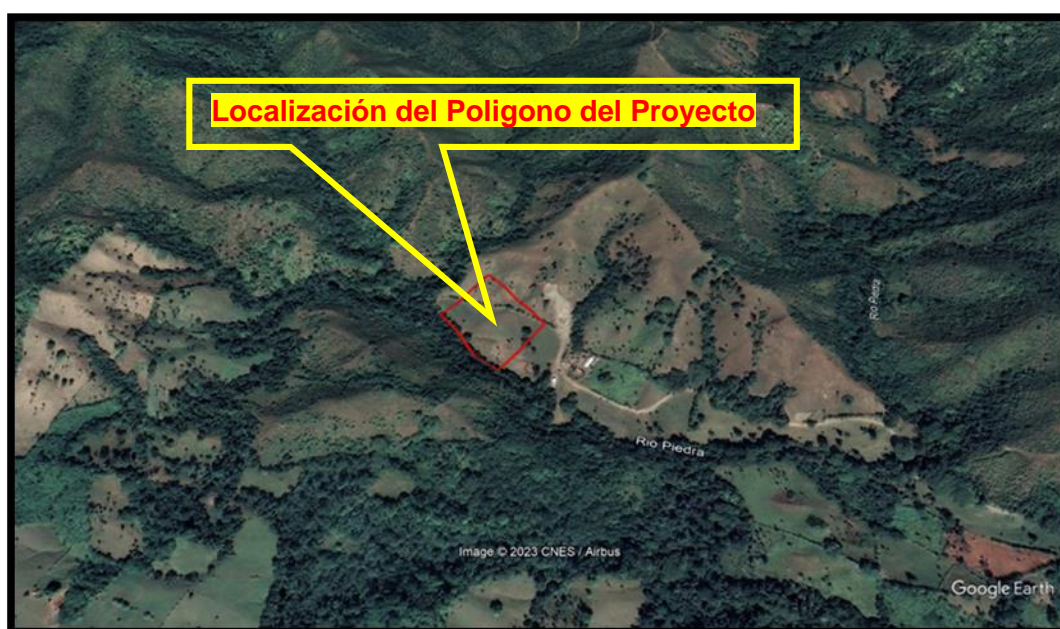 Localización del Poligono del Proyecto
Rio Piedra
Rio Piedra
Image © 2023 CNES / Airbus
Google Earth